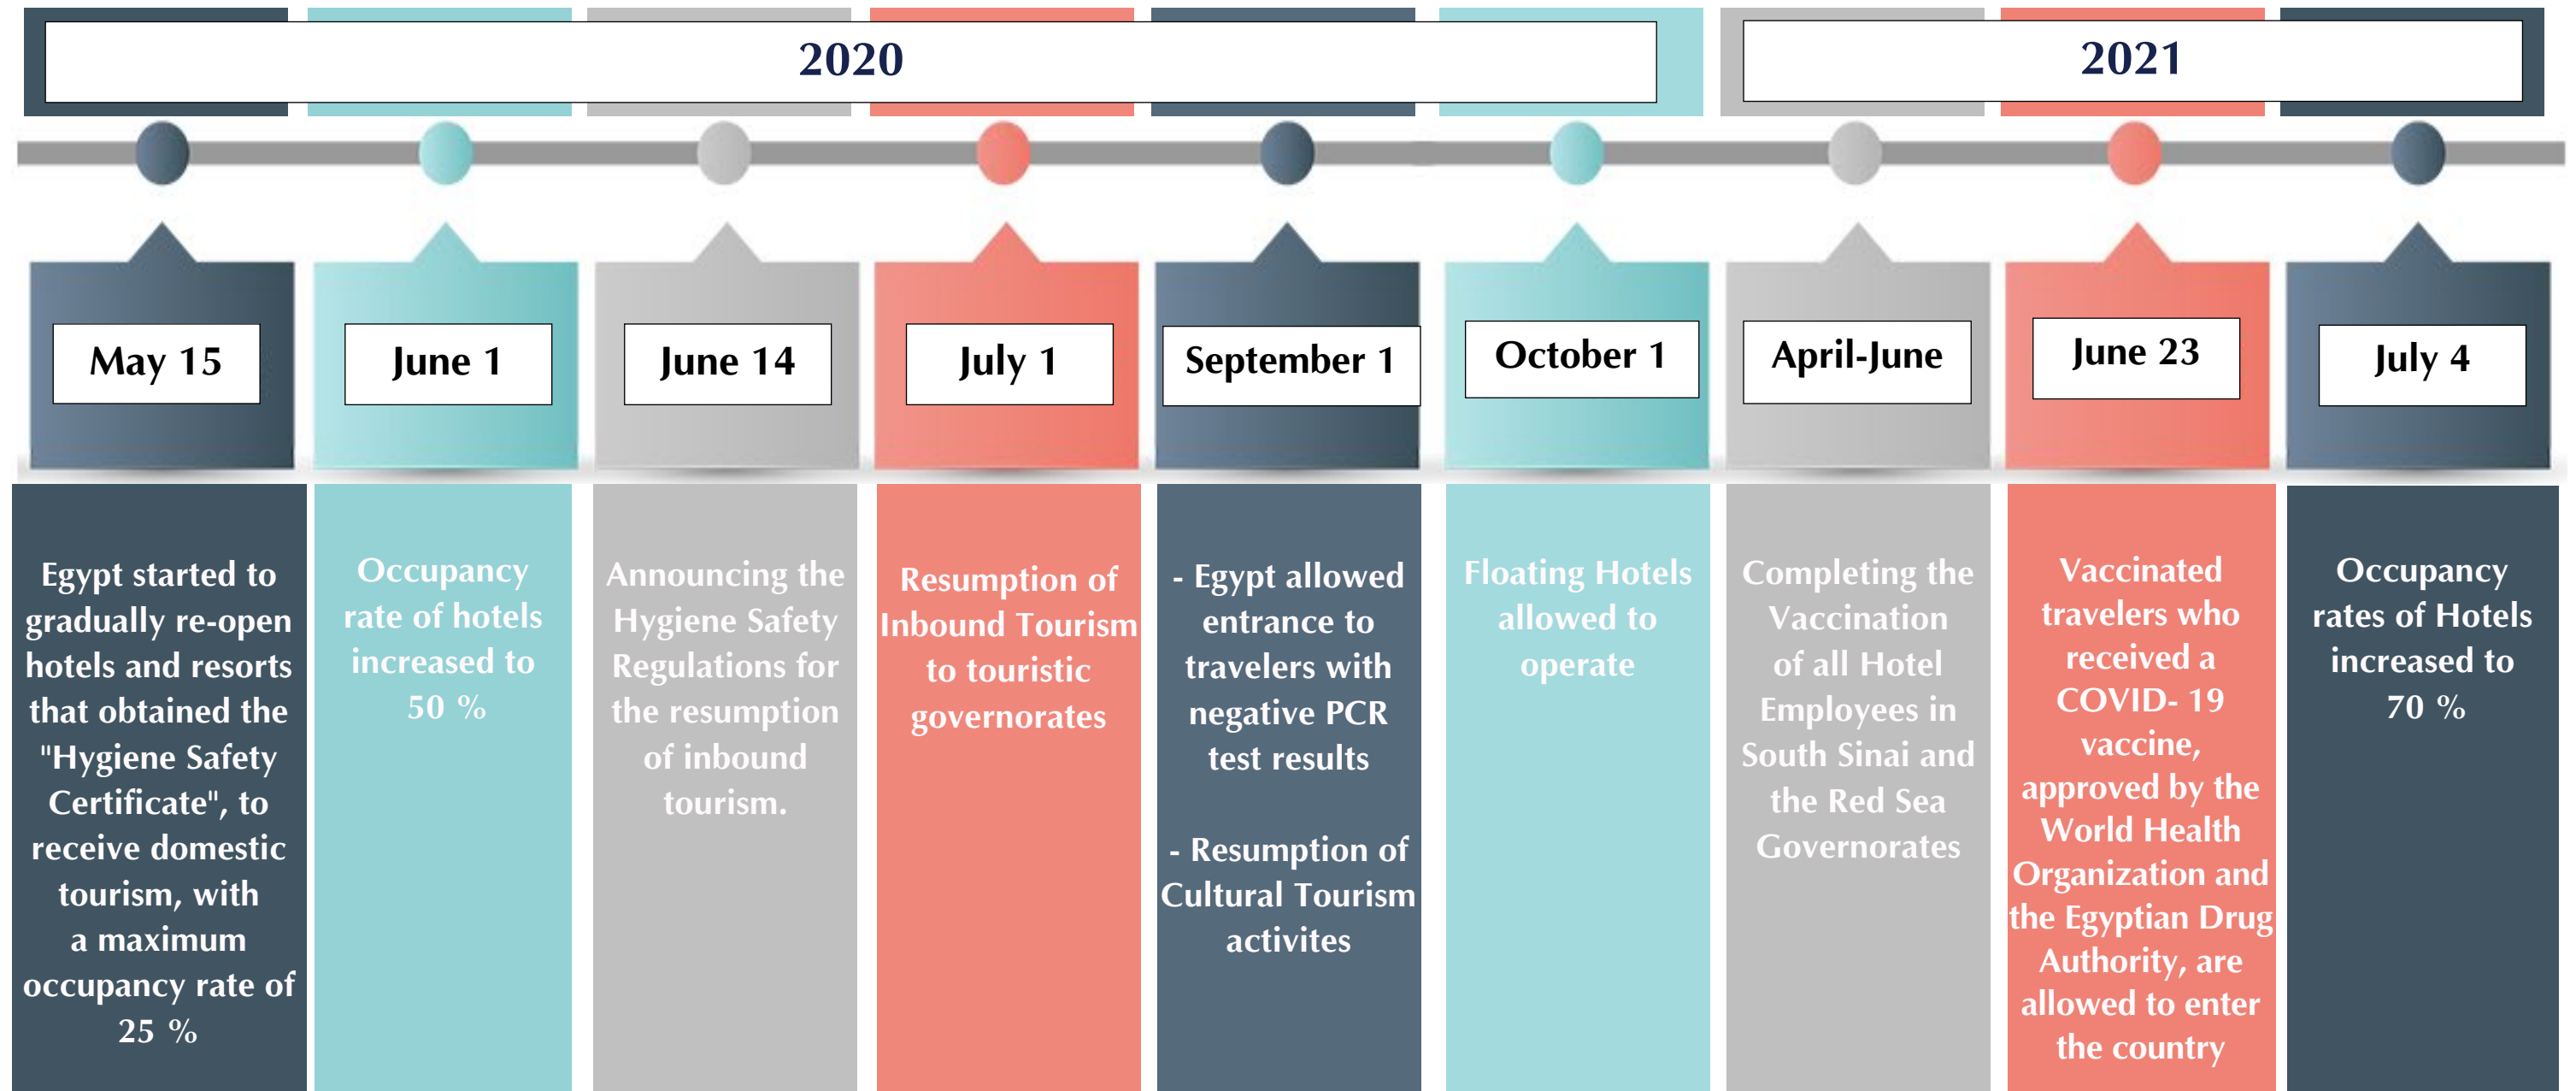 2020
2021
May 15
June 1
June 14
July 1
September 1
October 1
April-June
June 23
July 4
Egypt started to
gradually re-open
hotels and resorts
that obtained the
"Hygiene Safety
Certificate", to
receive domestic
tourism, with
a maximum
occupancy rate of
25 %
Occupancy
rate of hotels
increased to
50 %
Announcing the
Hygiene Safety
Regulations for
the resumption
of inbound
tourism.
Resumption of
Inbound Tourism
to touristic
governorates
- Egypt allowed
entrance to
travelers with
negative PCR
test results
- Resumption of
Cultural Tourism
activites
Floating Hotels
allowed to
operate
Completing the
Vaccination
of all Hotel
Employees in
South Sinai and
the Red Sea
Governorates
Vaccinated
travelers who
received a
COVID- 19
vaccine,
approved by the
World Health
Organization and
the Egyptian Drug
Authority, are
allowed to enter
the country
Occupancy
rates of Hotels
increased to
70 %